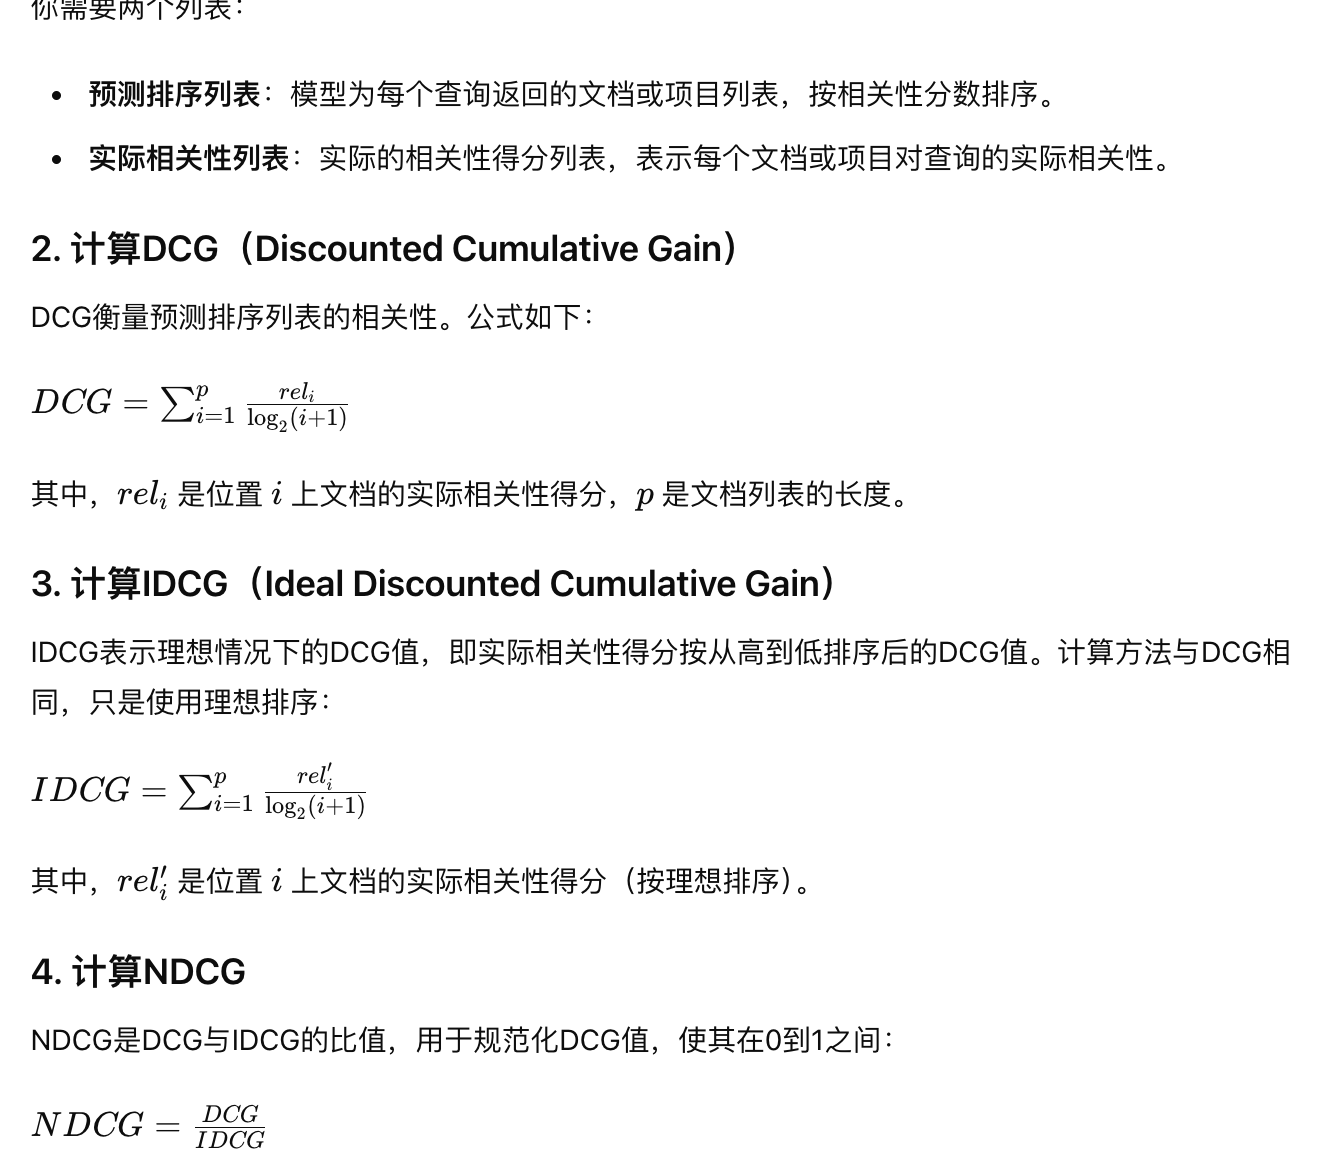 你需要两个列表：
• 预测排序列表：模型为每个查询返回的文档或项目列表，按相关性分数排序。
• 实际相关性列表：实际的相关性得分列表，表示每个文档或项目对查询的实际相关性。
2. 计算DCG（Discounted Cumulative Gain）
DCG衡量预测排序列表的相关性。公式如下：
$DCG = \sum_{i=1}^{p} \frac{rel_i}{\log_2(i+1)}$
其中，$rel_i$ 是位置 $i$ 上文档的实际相关性得分，$p$ 是文档列表的长度。
3. 计算IDCG（Ideal Discounted Cumulative Gain）
IDCG表示理想情况下的DCG值，即实际相关性得分按从高到低排序后的DCG值。计算方法与DCG相
同，只是使用理想排序：
$IDCG = \sum_{i=1}^{p} \frac{rel'_i}{\log_2(i+1)}$
其中，$rel'_i$ 是位置 $i$ 上文档的实际相关性得分（按理想排序）。
4. 计算NDCG
NDCG是DCG与IDCG的比值，用于规范化DCG值，使其在0到1之间：
$NDCG = \frac{DCG}{IDCG}$